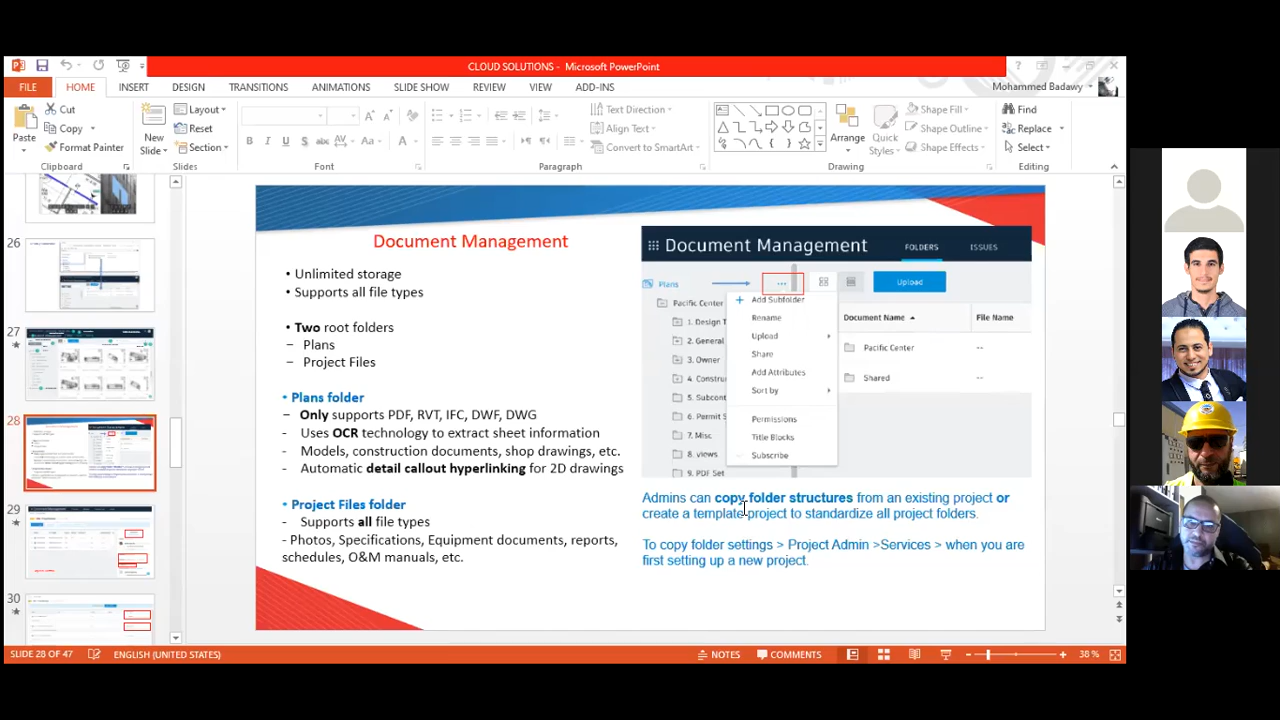 CLOUD SOLUTIONS - Microsoft PowerPoint
FILE HOME INSERT DESIGN TRANSITIONS ANIMATIONS SLIDE SHOW REVIEW VIEW ADD-INS
Mohammed Badawy
Paste
Cut
Copy
Format Painter
Clipboard
New Slide
Layout
Reset
Section
Slides
Font
Text Direction
Align Text
Convert to SmartArt
Paragraph
Arrange
Quick Styles
Shape Fill
Shape Outline
Shape Effects
Drawing
Find
Replace
Select
Editing
26
27
28
29
30
Document Management
• Unlimited storage
• Supports all file types
• Two root folders
– Plans
– Project Files
• Plans folder
– Only supports PDF, RVT, IFC, DWF, DWG
- Uses OCR technology to extract sheet information
- Models, construction documents, shop drawings, etc.
- Automatic detail callout hyperlinking for 2D drawings
• Project Files folder
- Supports all file types
- Photos, Specifications, Equipment documents, reports,
schedules, O&M manuals, etc.
Document Management FOLDERS ISSUES
Plans ... Upload
Pacific Center
1. Design T
2. General
3. Owner
4. Constru
5. Subcont
6. Permit S
7. Misc
8. views
9. PDF Set
+ Add Subfolder
Rename
Upload
Share
Add Attributes
Sort by
Permissions
Title Blocks
Subscribe
Document Name File Name
Pacific Center --
Shared --
Admins can copy folder structures from an existing project or
create a template project to standardize all project folders.
To copy folder settings > Project Admin >Services > when you are
first setting up a new project.
SLIDE 28 OF 47 ENGLISH (UNITED STATES) NOTES COMMENTS 38 %